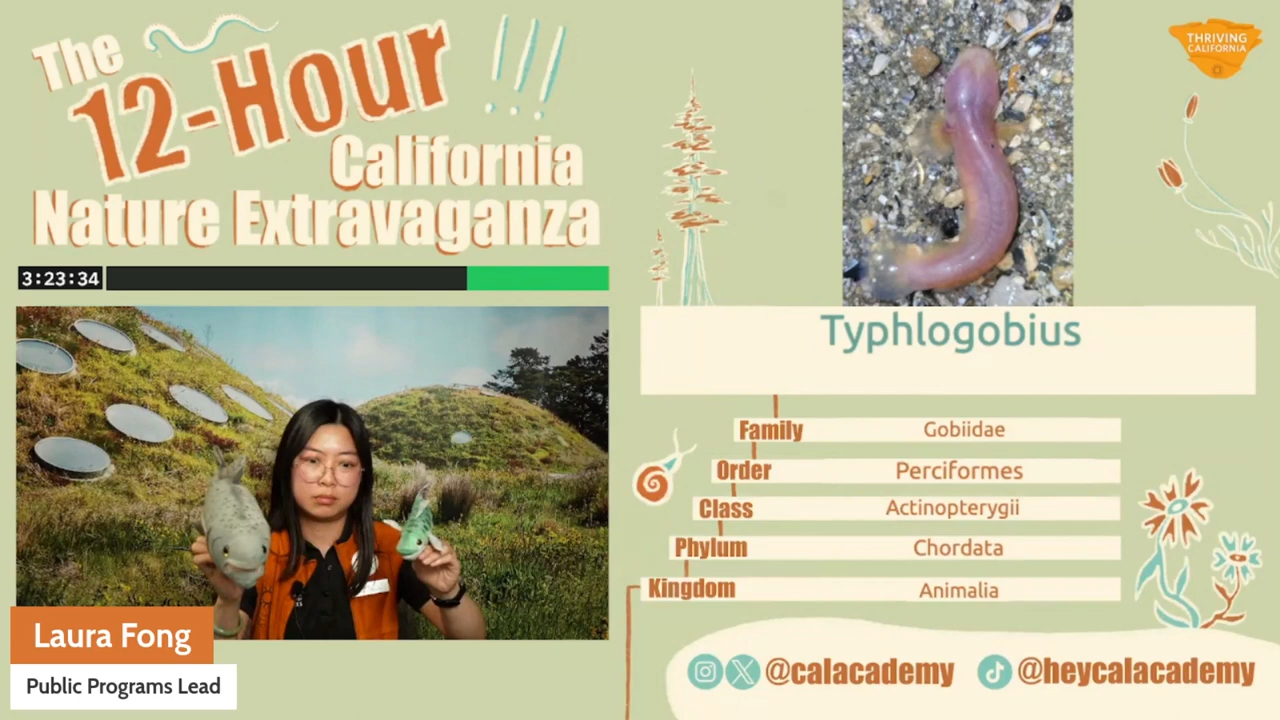 The
12-Hour
!!!
California
Nature Extravaganza
3:23:34
Laura Fong
Public Programs Lead
THRIVING
CALIFORNIA
Typhlogobius
Family Gobiidae
Order Perciformes
Class Actinopterygii
Phylum Chordata
Kingdom Animalia
@calacademy @heycalacademy